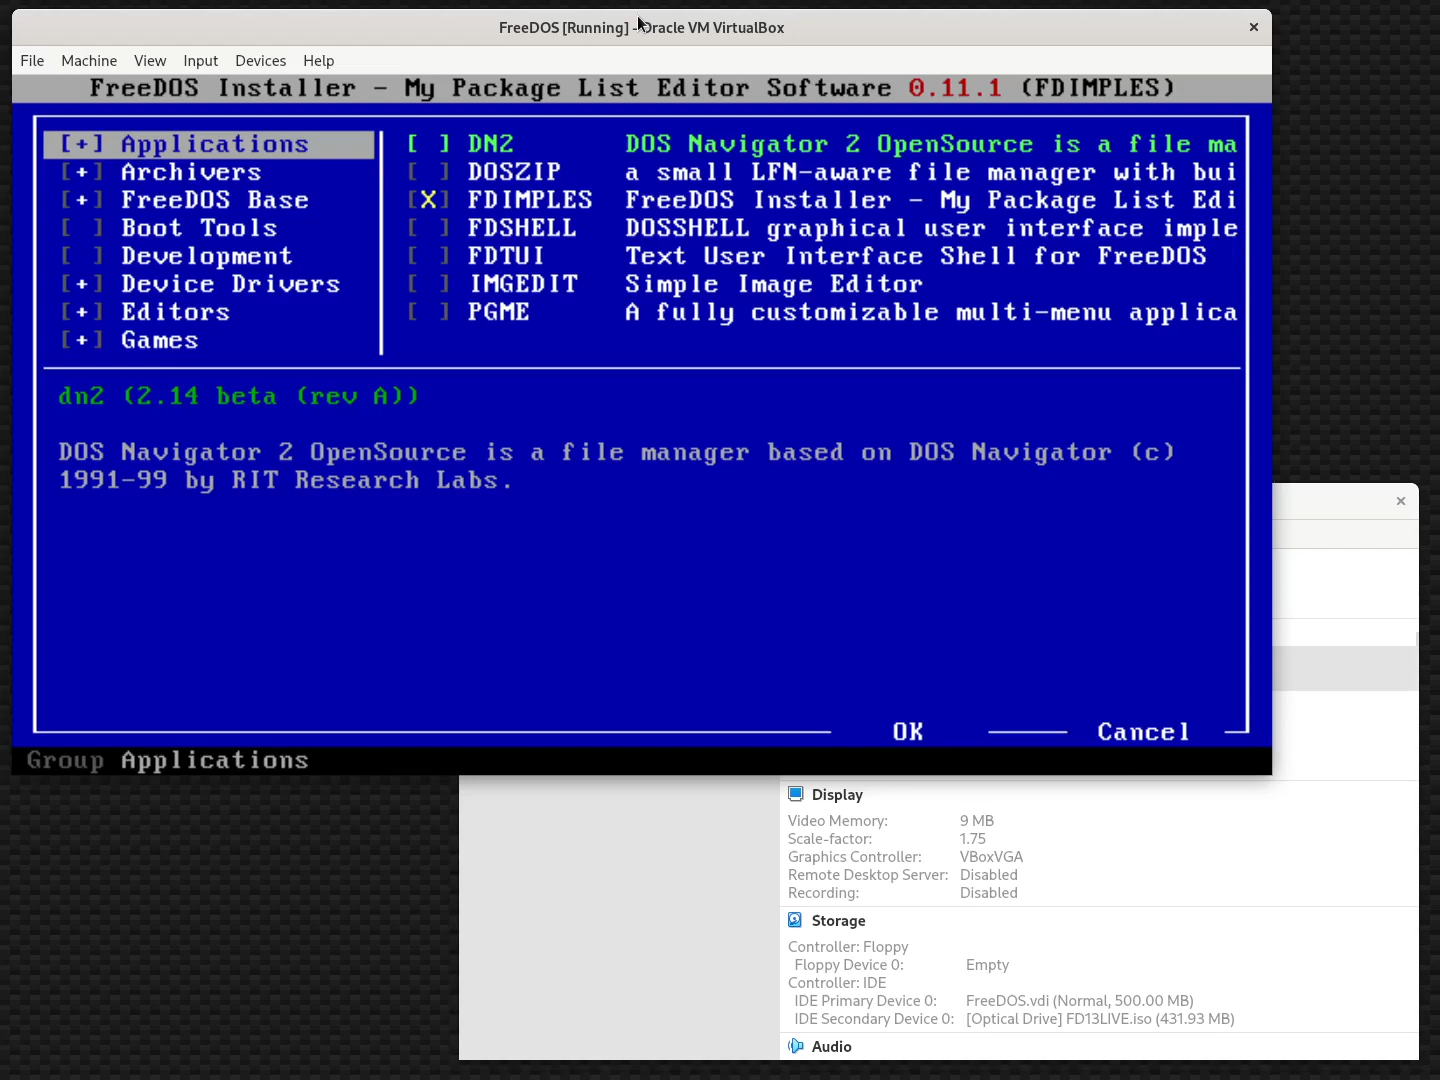 FreeDOS [Running] - Oracle VM VirtualBox
File Machine View Input Devices Help
FreeDOS Installer - My Package List Editor Software 0.11.1 (FDIMPLES)
[+] Applications
[+] Archivers
[+] FreeDOS Base
[ ] Boot Tools
[ ] Development
[+] Device Drivers
[+] Editors
[+] Games
[ ] DN2 DOS Navigator 2 OpenSource is a file ma
[ ] DOSZIP a small LFN-aware file manager with bui
[X] FDIMPLES FreeDOS Installer - My Package List Edi
[ ] FDSHELL DOSSHELL graphical user interface imple
[ ] FDTUI Text User Interface Shell for FreeDOS
[ ] IMGEDIT Simple Image Editor
[ ] PGME A fully customizable multi-menu applica
dn2 (2.14 beta (rev A))
DOS Navigator 2 OpenSource is a file manager based on DOS Navigator (c)
1991-99 by RIT Research Labs.
OK Cancel
Group Applications
Display
Video Memory: 9 MB
Scale-factor: 1.75
Graphics Controller: VBoxVGA
Remote Desktop Server: Disabled
Recording: Disabled
Storage
Controller: Floppy
Floppy Device 0: Empty
Controller: IDE
IDE Primary Device 0: FreeDOS.vdi (Normal, 500.00 MB)
IDE Secondary Device 0: [Optical Drive] FD13LIVE.iso (431.93 MB)
Audio